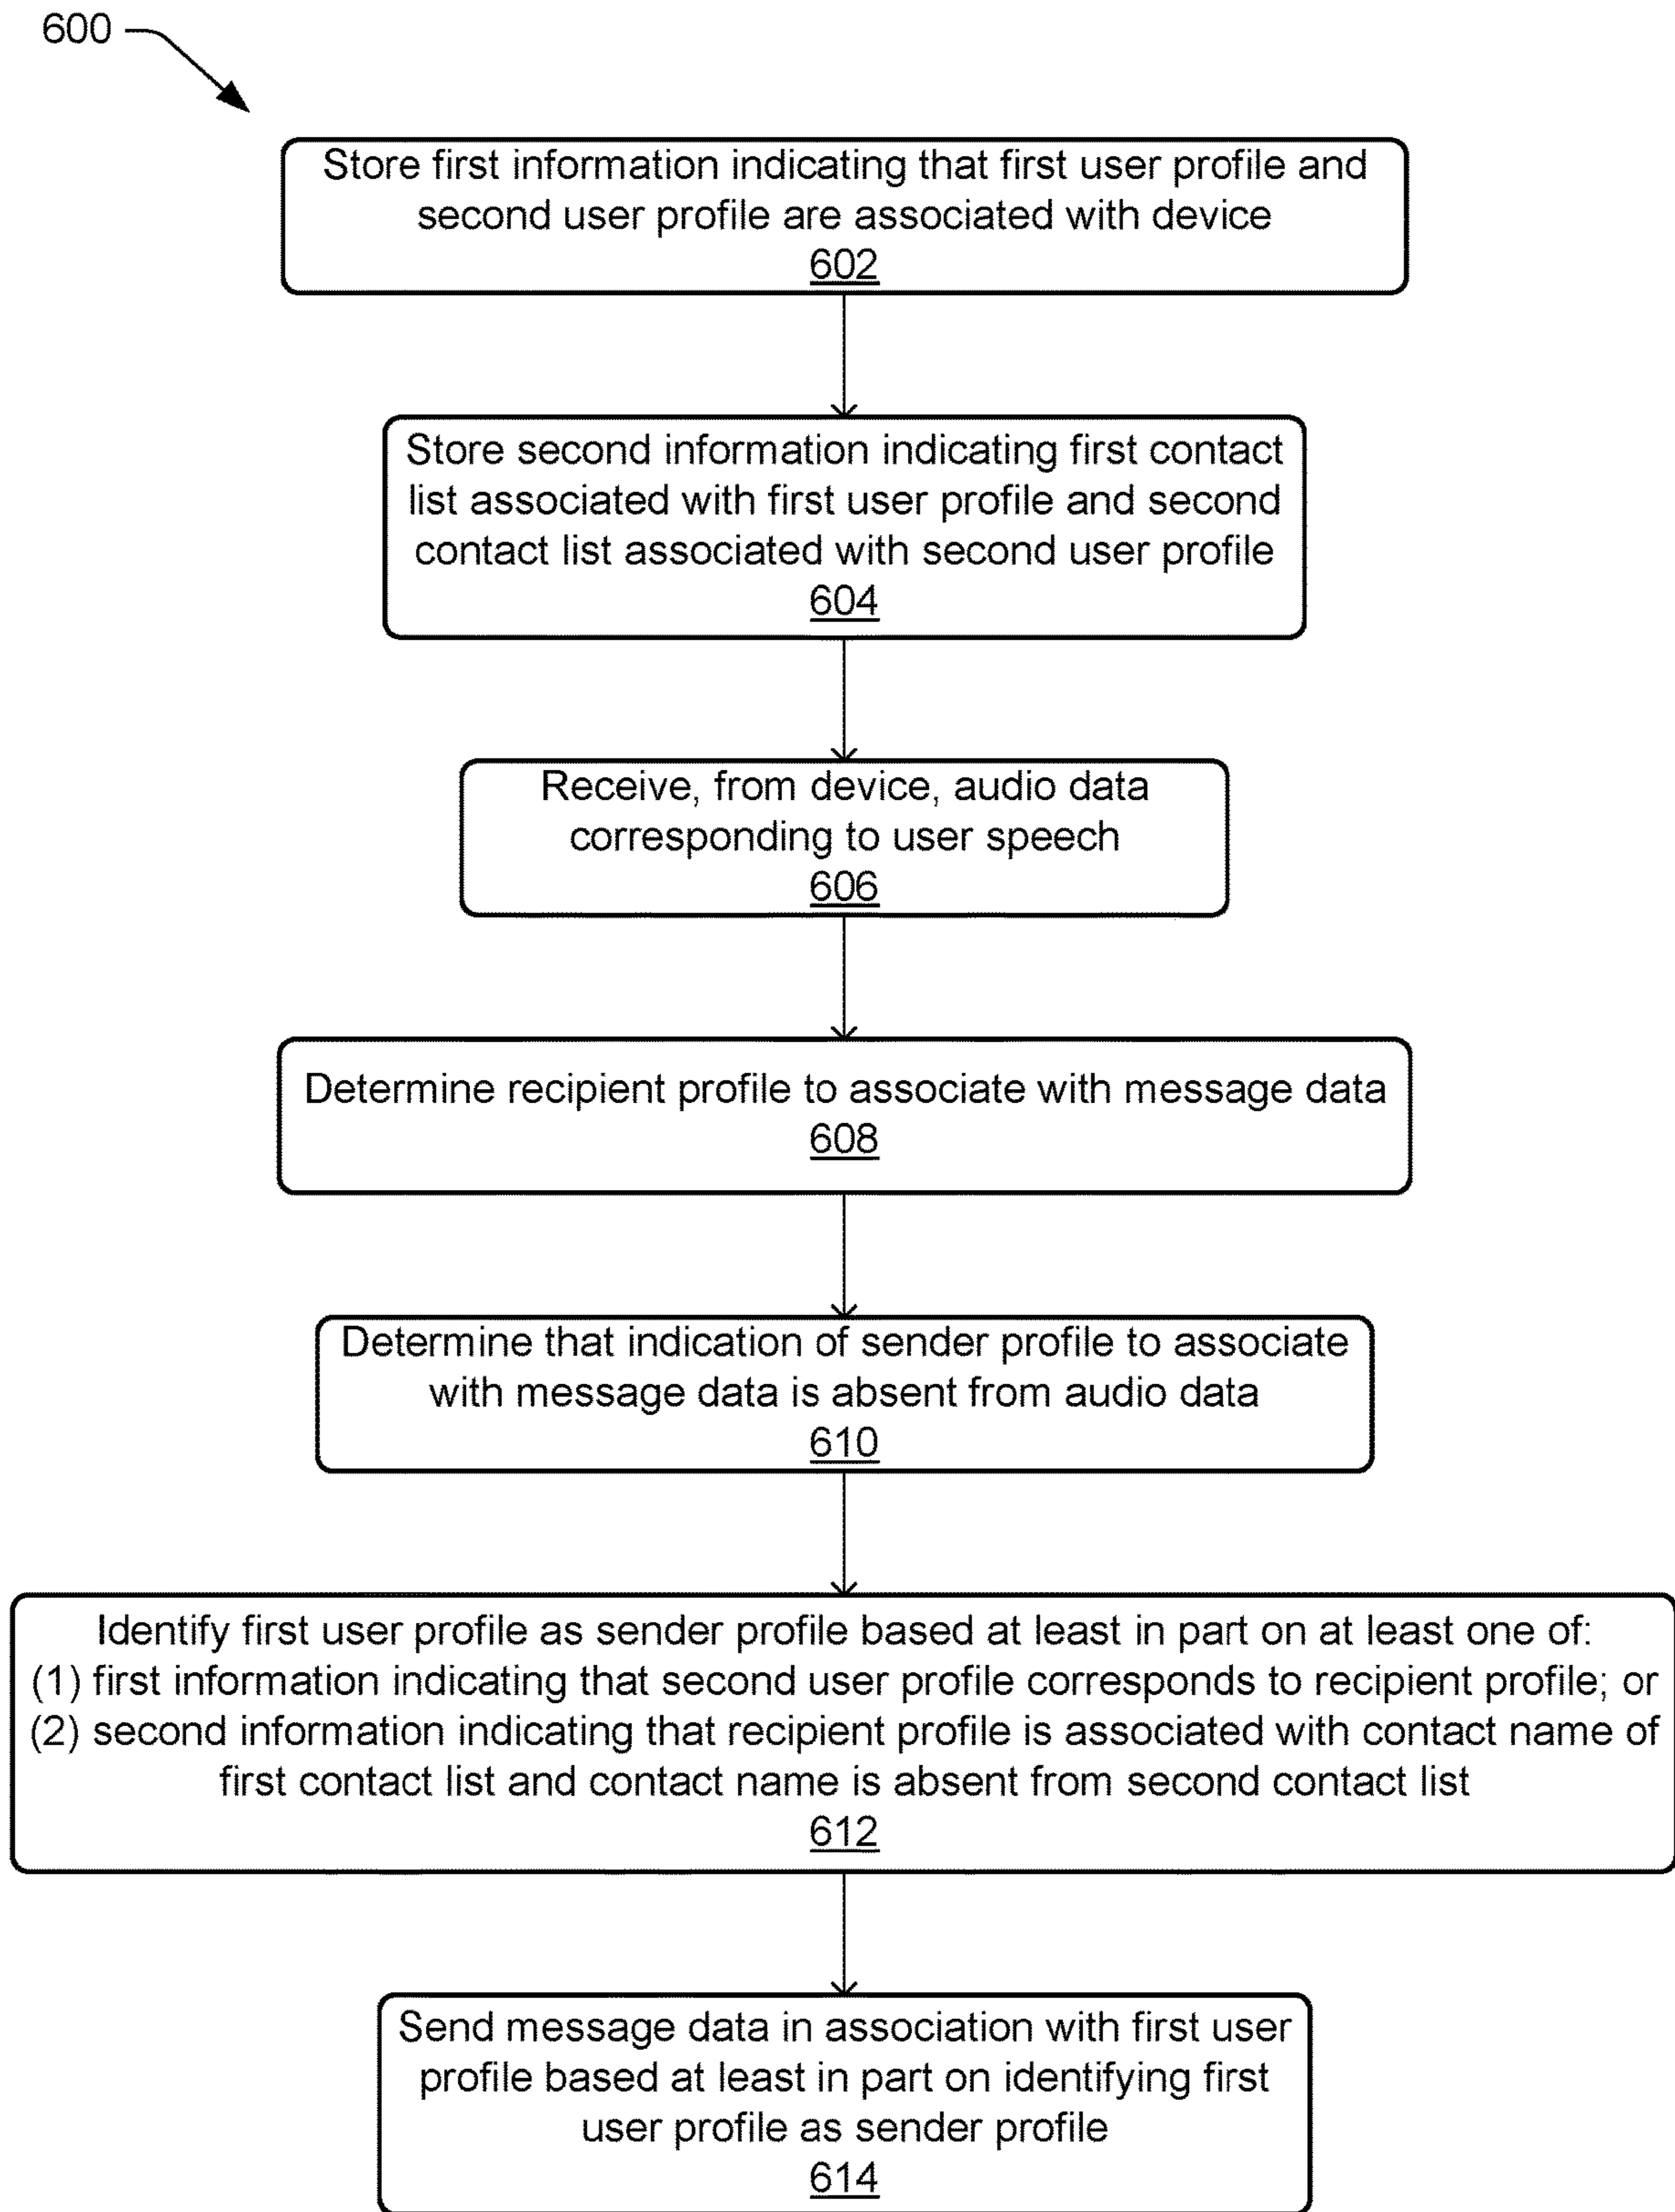 600
Store first information indicating that first user profile and
second user profile are associated with device
602
Store second information indicating first contact
list associated with first user profile and second
contact list associated with second user profile
604
Receive, from device, audio data
corresponding to user speech
606
Determine recipient profile to associate with message data
608
Determine that indication of sender profile to associate
with message data is absent from audio data
610
Identify first user profile as sender profile based at least in part on at least one of:
(1) first information indicating that second user profile corresponds to recipient profile; or
(2) second information indicating that recipient profile is associated with contact name of
first contact list and contact name is absent from second contact list
612
Send message data in association with first user
profile based at least in part on identifying first
user profile as sender profile
614